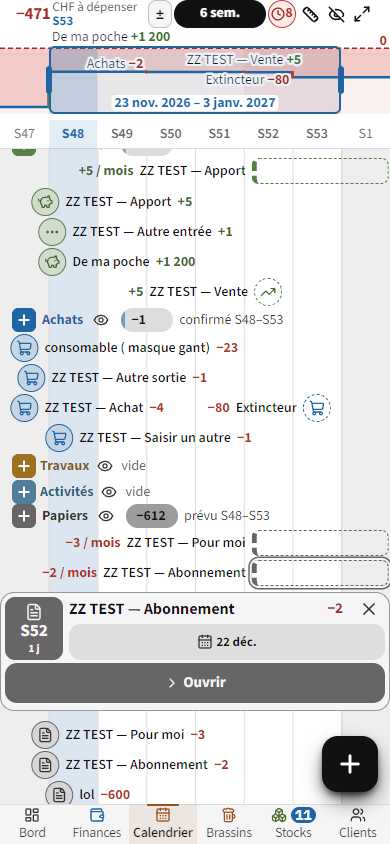 −471 CHF à dépenser
S53
De ma poche +1 200
± 6 sem. 8
0
Achats −2 ZZ TEST — Vente +5
Extincteur −80
23 nov. 2026 – 3 janv. 2027
S47 S48 S49 S50 S51 S52 S53 S1
+5 / mois ZZ TEST — Apport
ZZ TEST — Apport +5
ZZ TEST — Autre entrée +1
De ma poche +1 200
+5 ZZ TEST — Vente
Achats −1 confirmé S48–S53
consomable ( masque gant) −23
ZZ TEST — Autre sortie −1
ZZ TEST — Achat −4 −80 Extincteur
ZZ TEST — Saisir un autre −1
Travaux vide
Activités vide
Papiers −612 prévu S48–S53
−3 / mois ZZ TEST — Pour moi
−2 / mois ZZ TEST — Abonnement
S52
1 j
ZZ TEST — Abonnement −2
22 déc.
Ouvrir
ZZ TEST — Pour moi −3
ZZ TEST — Abonnement −2
lol −600
Bord Finances Calendrier Brassins Stocks 11 Clients